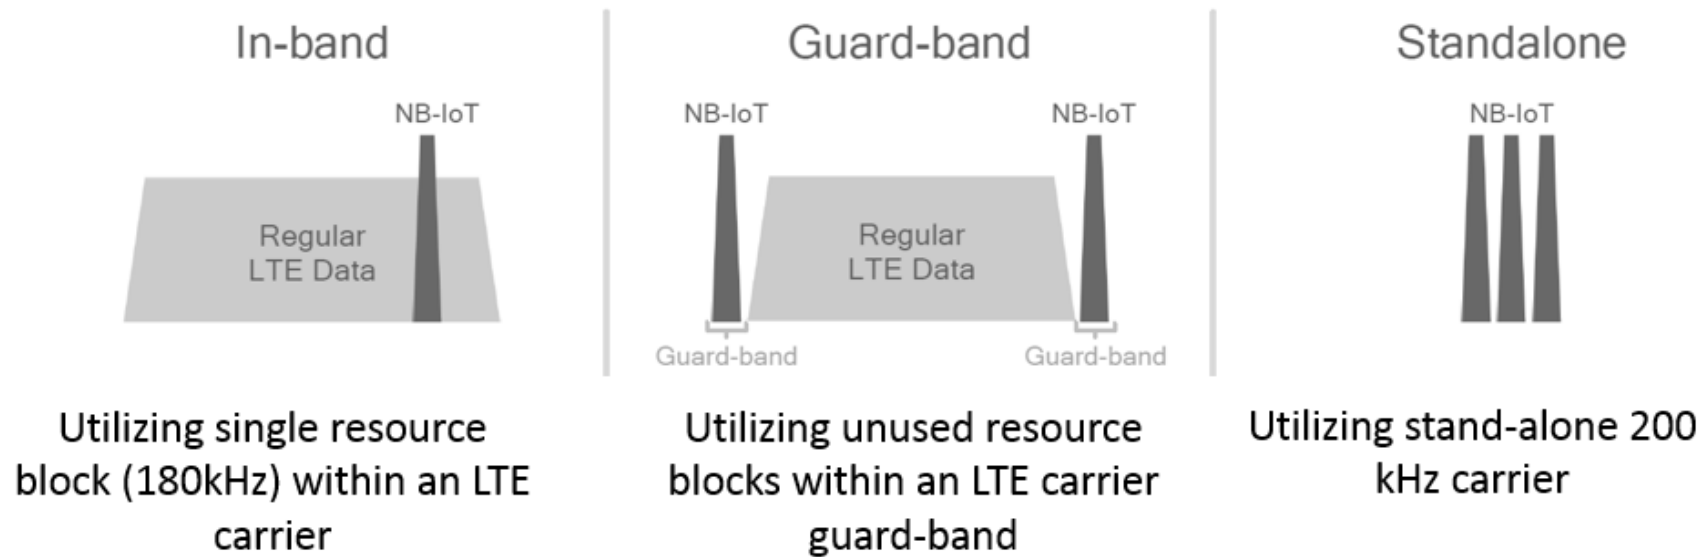 In-band
NB-IoT
Regular
LTE Data
Utilizing single resource
block (180kHz) within an LTE
carrier
Guard-band
NB-IoT
NB-IoT
Regular
LTE Data
Guard-band
Guard-band
Utilizing unused resource
blocks within an LTE carrier
guard-band
Standalone
NB-IoT
Utilizing stand-alone 200
kHz carrier